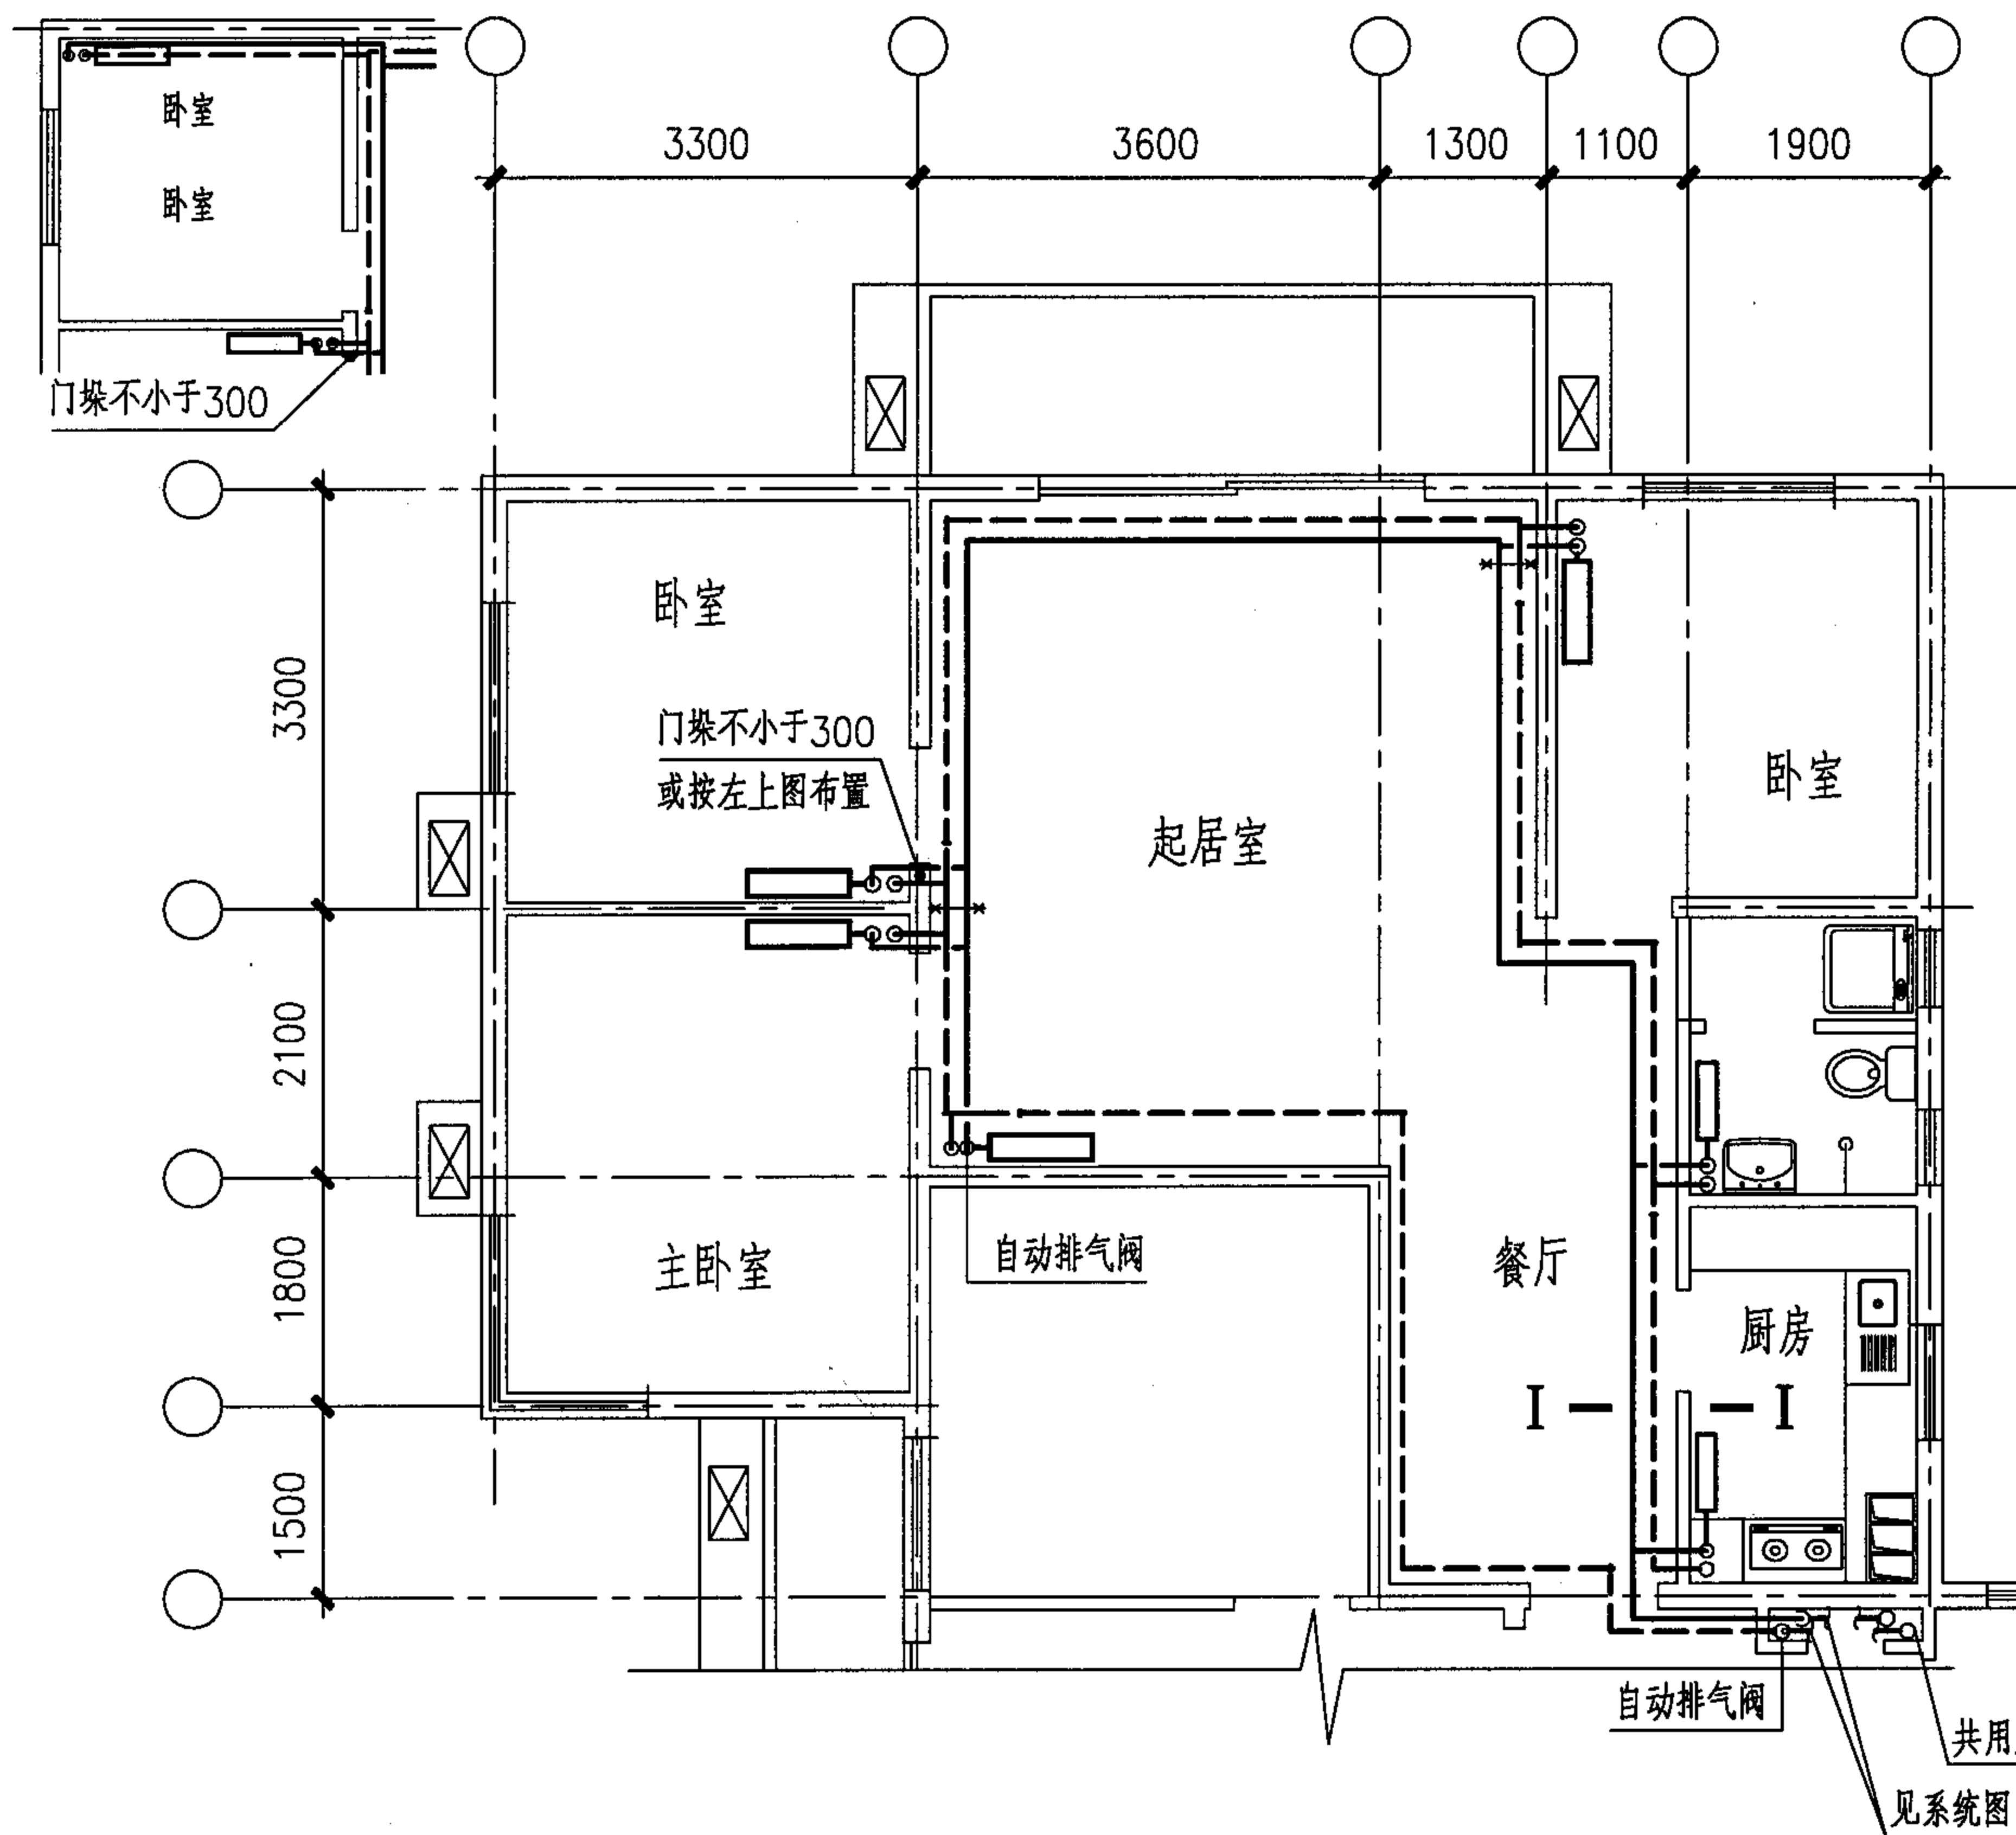 卧室
卧室
门垛不小于300
3300
3600
1300
1100
1900
卧室
门垛不小于300
或按左上图布置
起居室
卧室
3300
2100
1800
1500
主卧室
自动排气阀
餐厅
厨房
I
I
自动排气阀
共用
见系统图